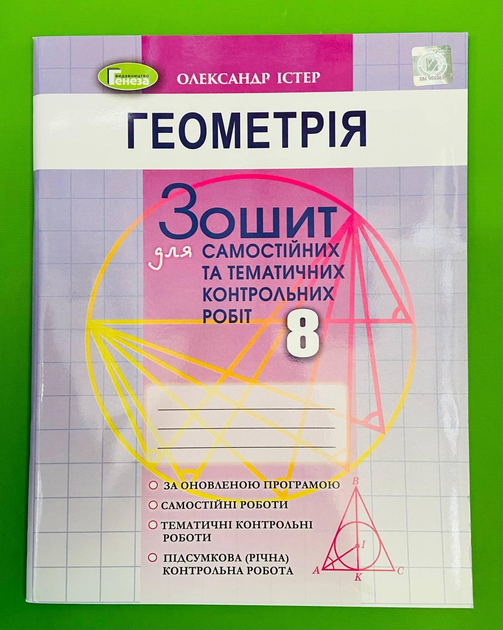 видавництво
Генеза
ОЛЕКСАНДР ІСТЕР
ГЕОМЕТРІЯ
Зошит
для САМОСТІЙНИХ
ТА ТЕМАТИЧНИХ
КОНТРОЛЬНИХ
РОБІТ 8
ЗА ОНОВЛЕНОЮ ПРОГРАМОЮ
САМОСТІЙНІ РОБОТИ
ТЕМАТИЧНІ КОНТРОЛЬНІ
РОБОТИ
ПІДСУМКОВА (РІЧНА)
КОНТРОЛЬНА РОБОТА
B
I
A K C